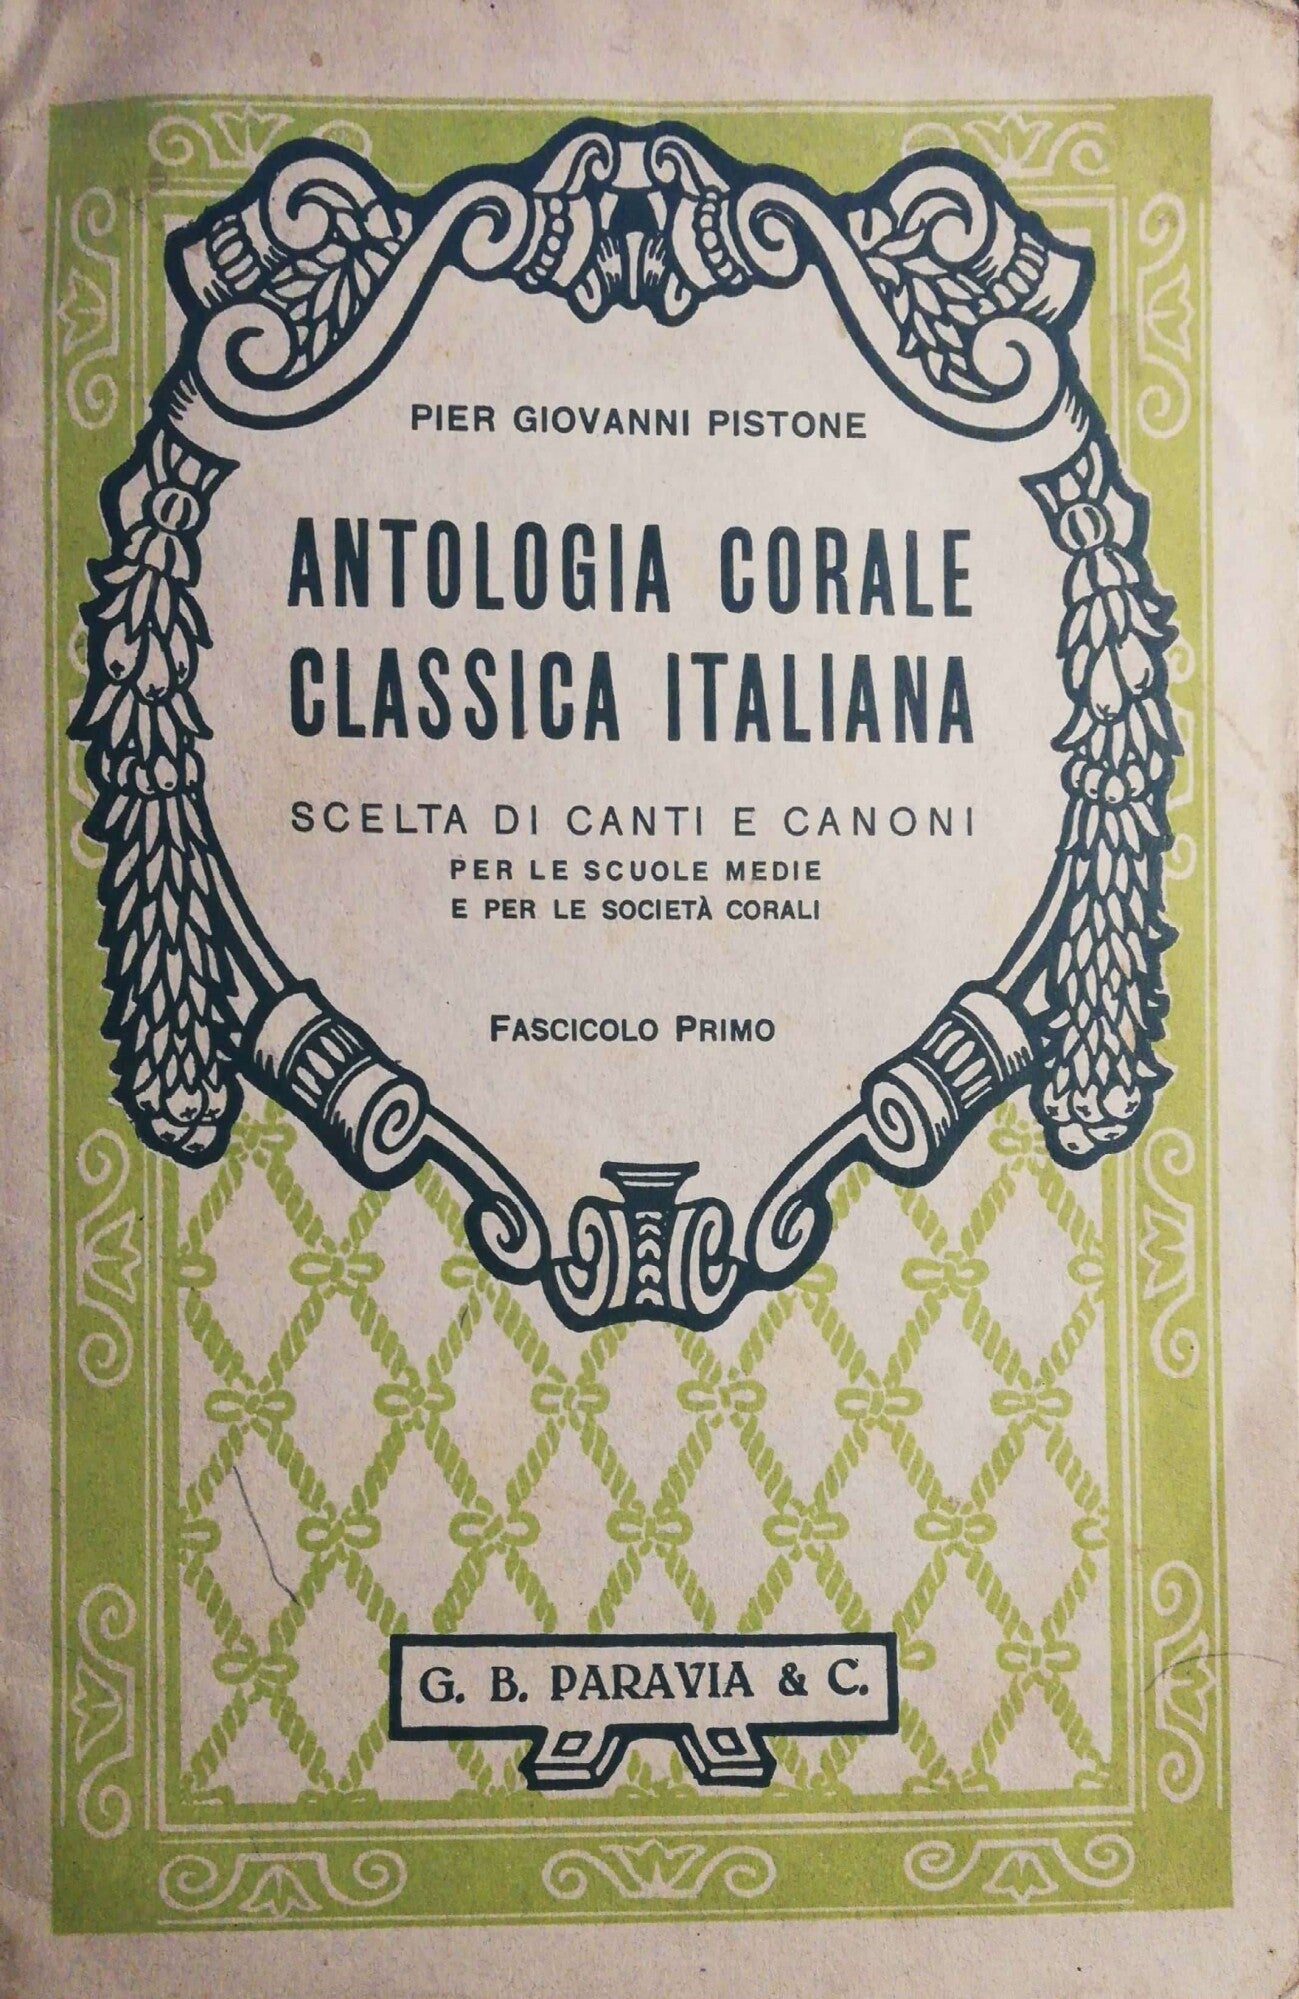 PIER GIOVANNI PISTONE
ANTOLOGIA CORALE
CLASSICA ITALIANA
SCELTA DI CANTI E CANONI
PER LE SCUOLE MEDIE
E PER LE SOCIETÀ CORALI
FASCICOLO PRIMO
G. B. PARAVIA & C.